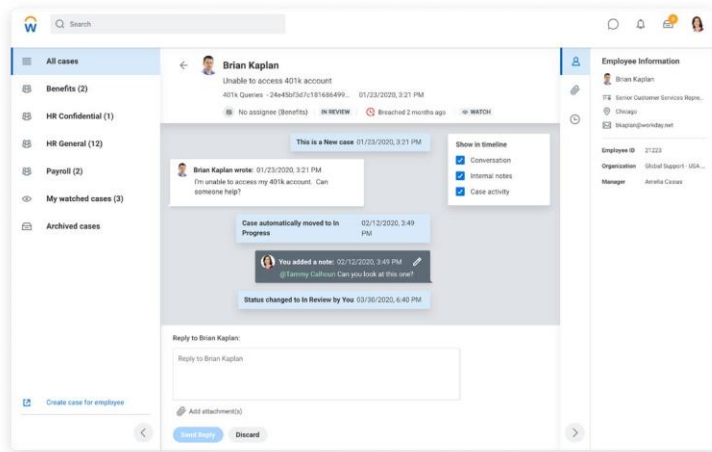 Search
All cases
Benefits (2)
HR Confidential (1)
HR General (12)
Payroll (2)
My watched cases (3)
Archived cases
Create case for employee
Brian Kaplan
Unable to access 401k account
401k Queries - 24e45bf3d7c181686499... 01/23/2020, 3:21 PM
No assignee (Benefits) IN REVIEW Breached 2 months ago WATCH
This is a New case 01/23/2020, 3:21 PM
Brian Kaplan wrote: 01/23/2020, 3:21 PM
I'm unable to access my 401k account. Can
someone help?
Case automatically moved to In
Progress
02/12/2020, 3:49
PM
You added a note: 02/12/2020, 3:49 PM
@Tammy Calhoun Can you look at this one?
Status changed to In Review by You 03/30/2020, 6:40 PM
Show in timeline
Conversation
Internal notes
Case activity
Reply to Brian Kaplan:
Reply to Brian Kaplan
Add attachment(s)
Send Reply Discard
Employee Information
Brian Kaplan
Senior Customer Services Repre...
Chicago
bkaplan@workday.net
Employee ID 21223
Organization Global Support - USA ...
Manager Amelia Casias